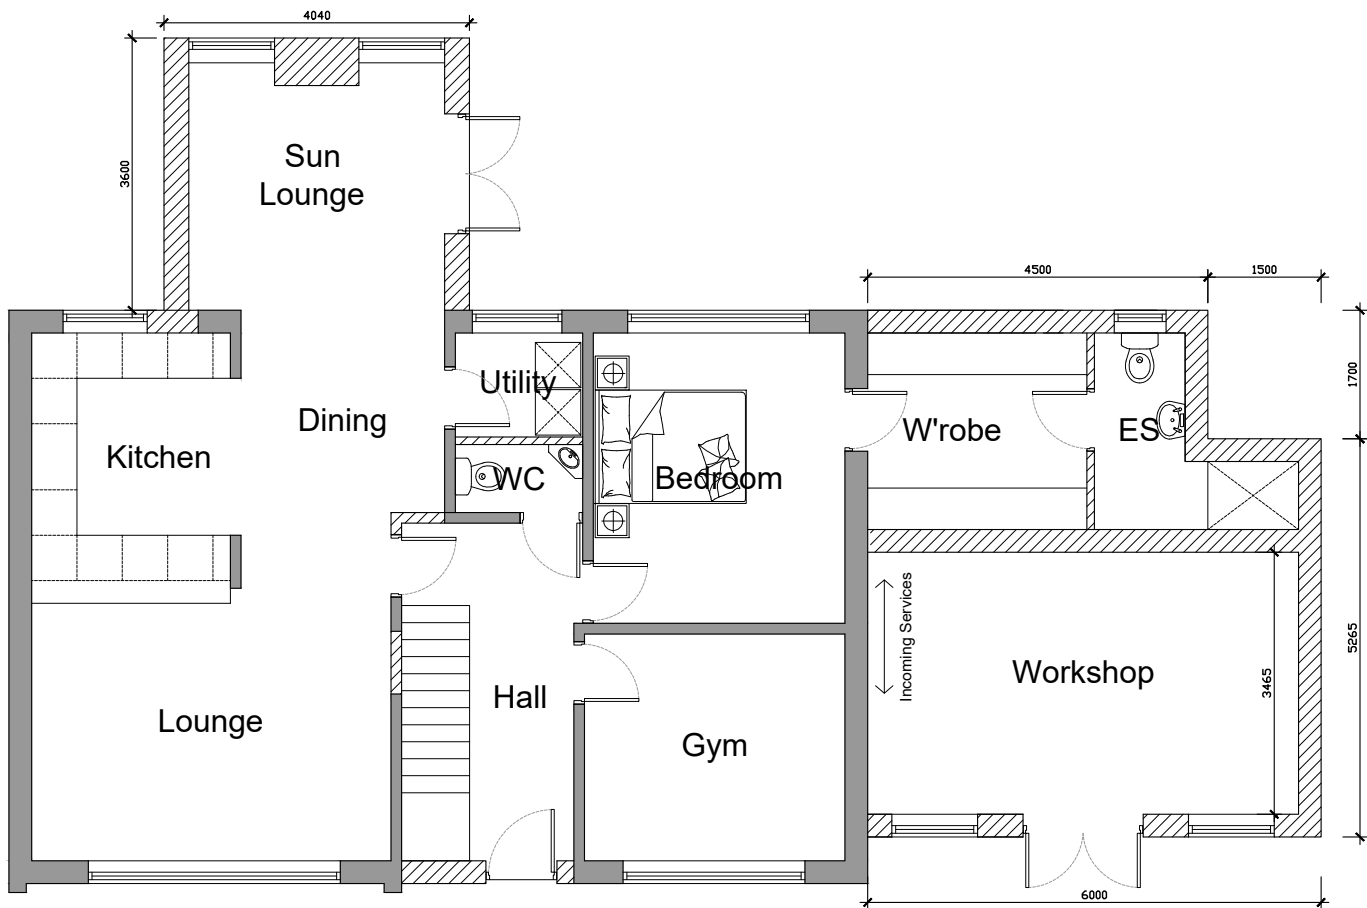 4040
3600
Sun
Lounge
4500
1500
1700
Utility
Dining
Kitchen
W'robe
ES
WC
Bedroom
Incoming Services
5265
3465
Workshop
Hall
Lounge
Gym
6000